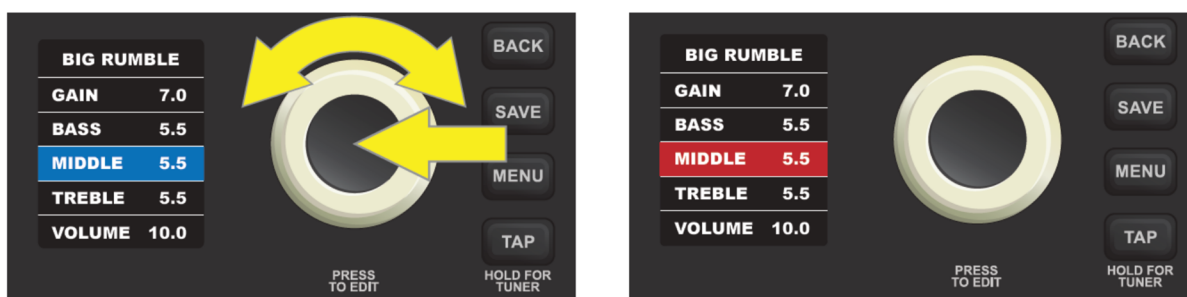 BIG RUMBLE
GAIN 7.0
BASS 5.5
MIDDLE 5.5
TREBLE 5.5
VOLUME 10.0
PRESS
TO EDIT
BACK
SAVE
MENU
TAP
HOLD FOR
TUNER
BIG RUMBLE
GAIN 7.0
BASS 5.5
MIDDLE 5.5
TREBLE 5.5
VOLUME 10.0
PRESS
TO EDIT
BACK
SAVE
MENU
TAP
HOLD FOR
TUNER